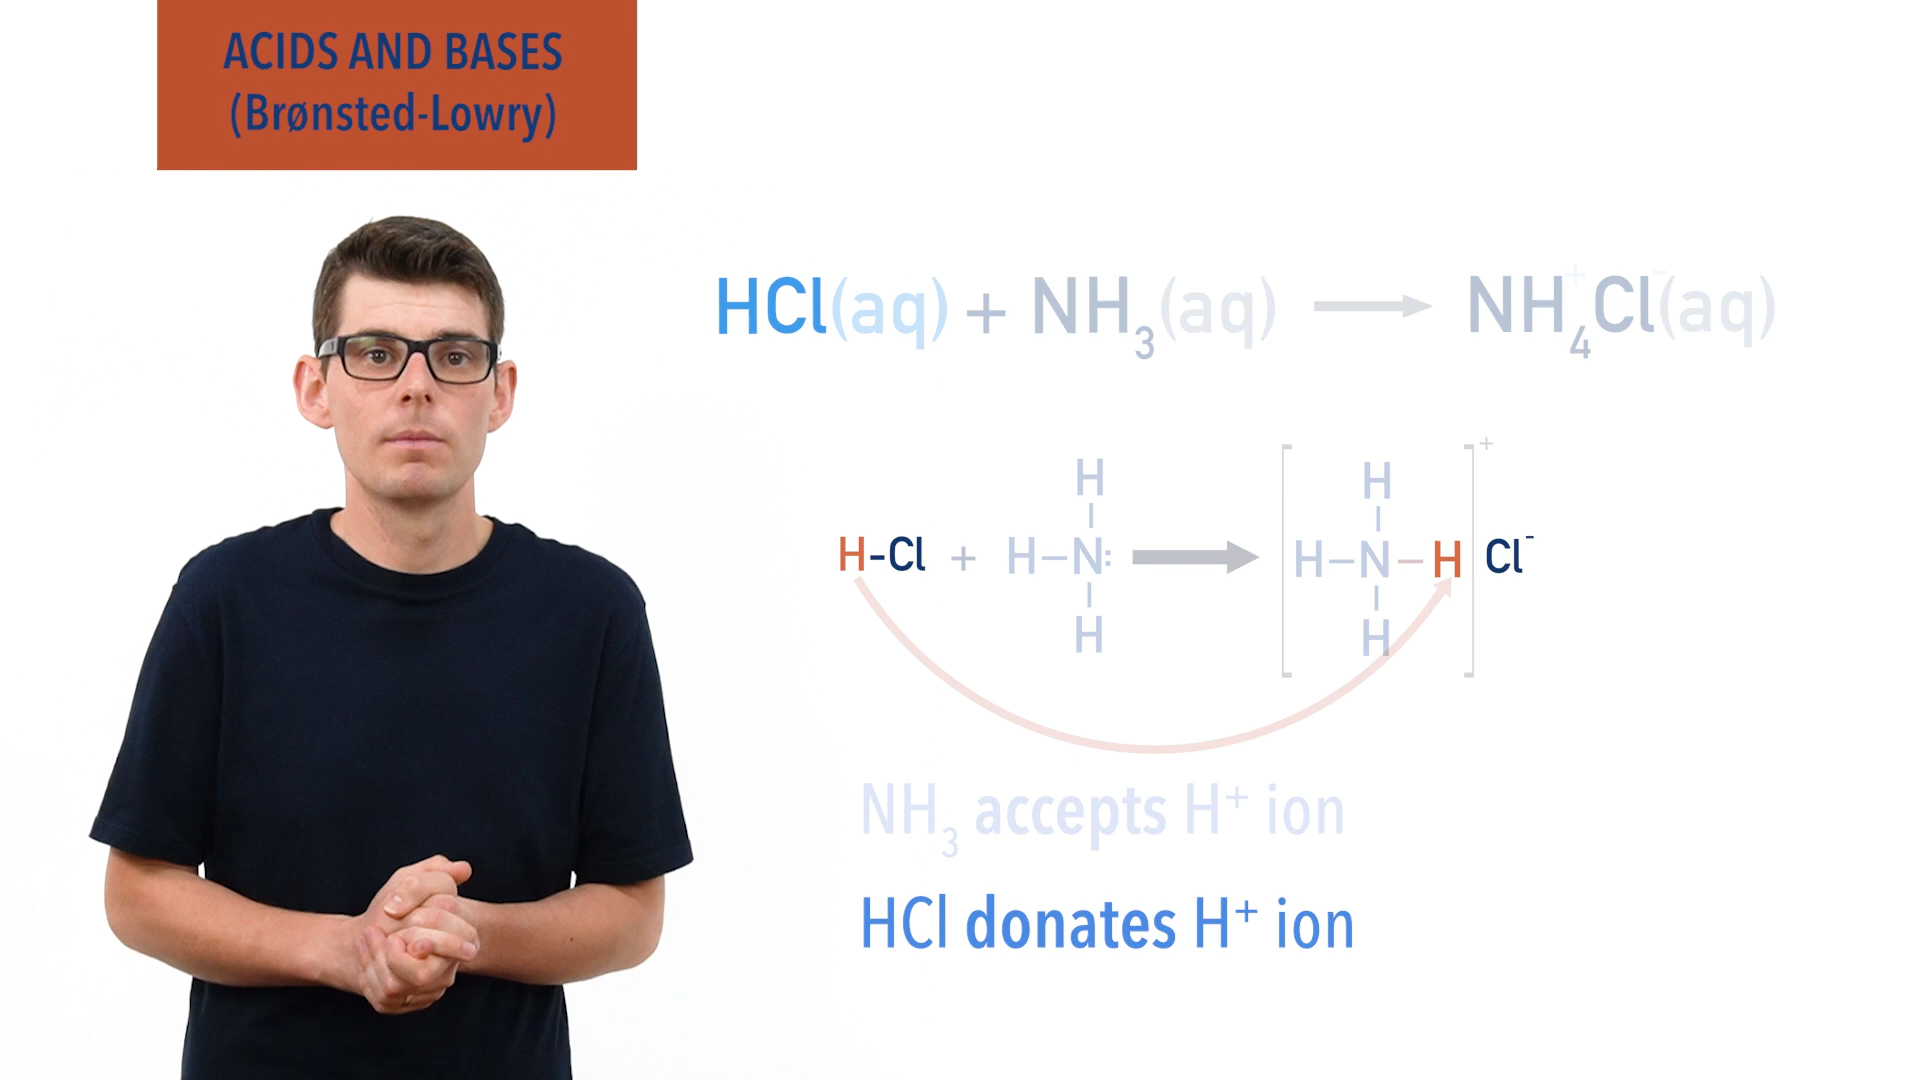 ACIDS AND BASES
(Brønsted-Lowry)
HCl(aq) + NH₃(aq) → NH₄⁺Cl⁻(aq)
H H
H-Cl + H–N: → [H–N–H]⁺ Cl⁻
H H
NH₃ accepts H⁺ ion
HCl donates H⁺ ion